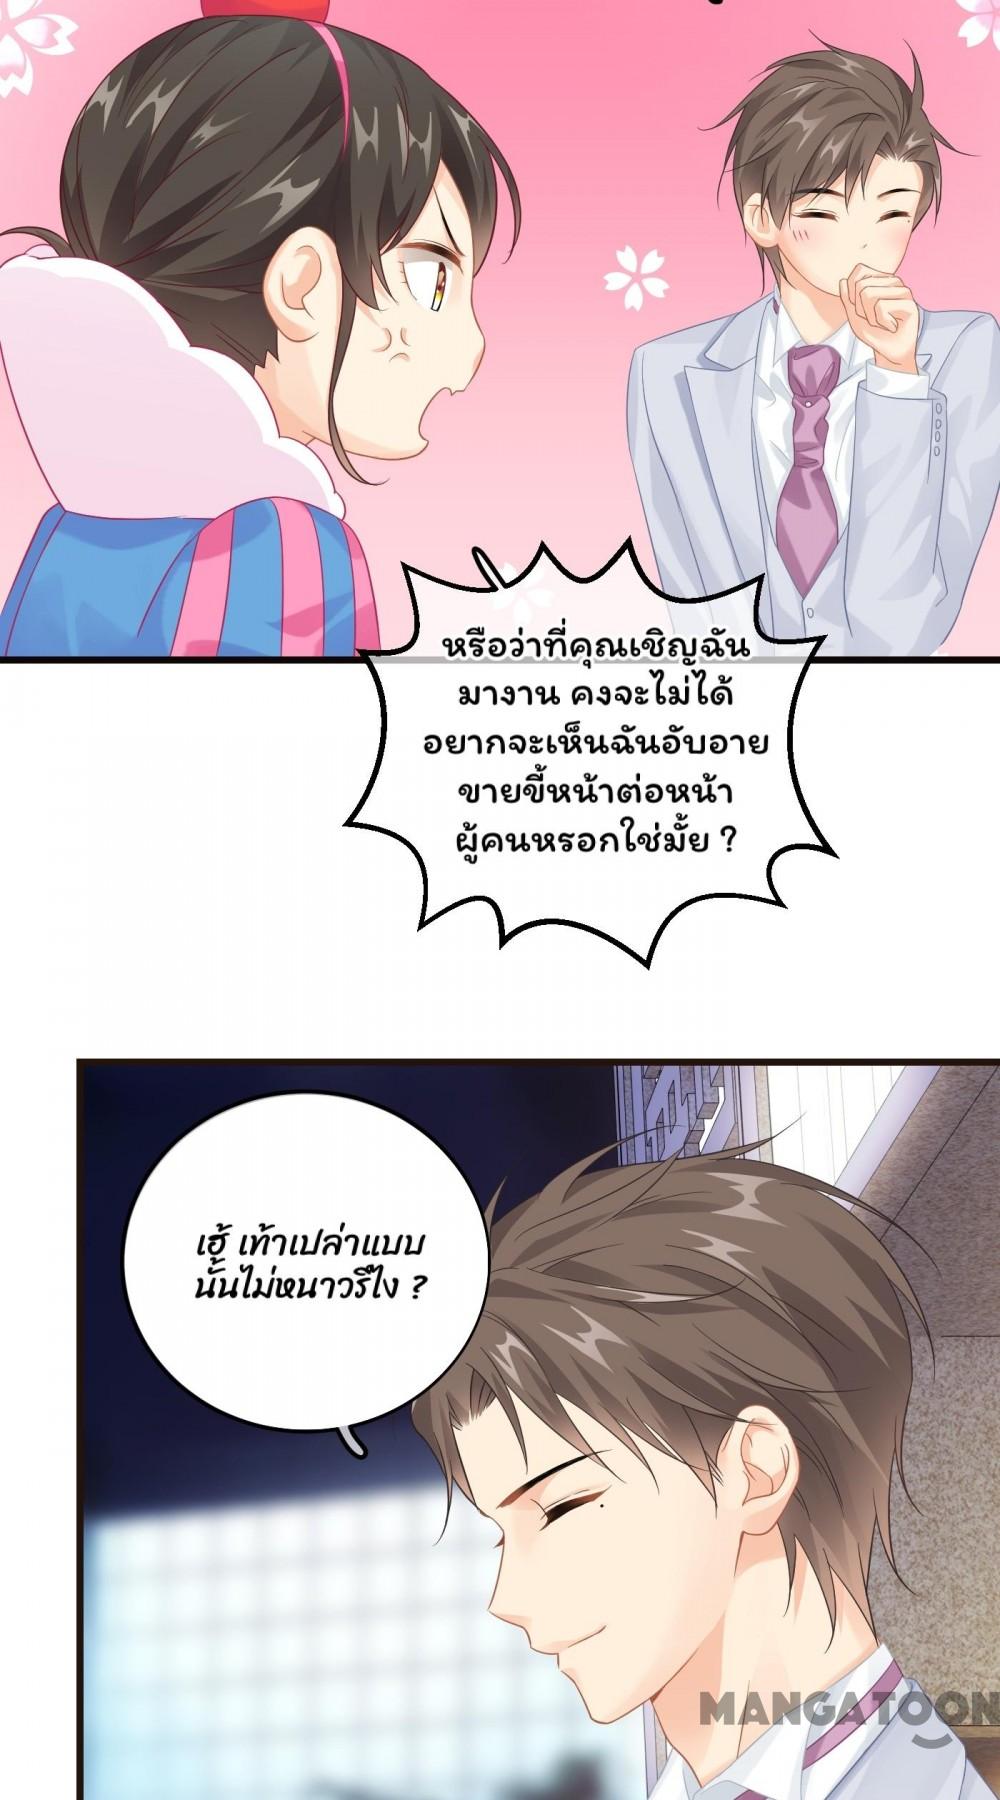 หรือว่าที่คุณเชิญฉัน
มางาน คงจะไม่ได้
อยากจะเห็นฉันอับอาย
ขายขี้หน้าต่อหน้า
ผู้คนหรอกใช่มั้ย ?
เฮ้ เท้าเปล่าแบบ
นั้นไม่หนาวรึไง ?
MANGATOON